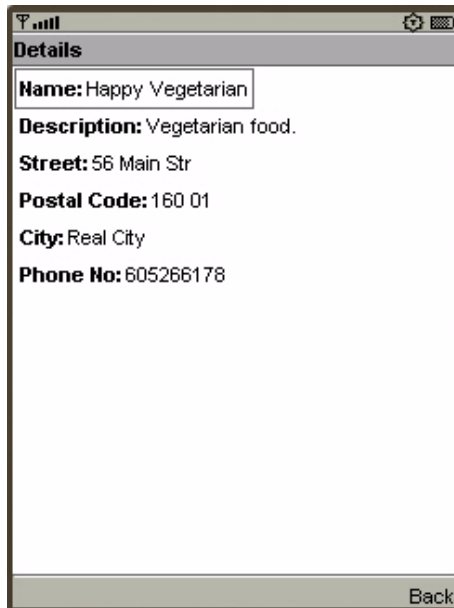 Details
Name: Happy Vegetarian
Description: Vegetarian food.
Street: 56 Main Str
Postal Code: 160 01
City: Real City
Phone No: 605266178
Back